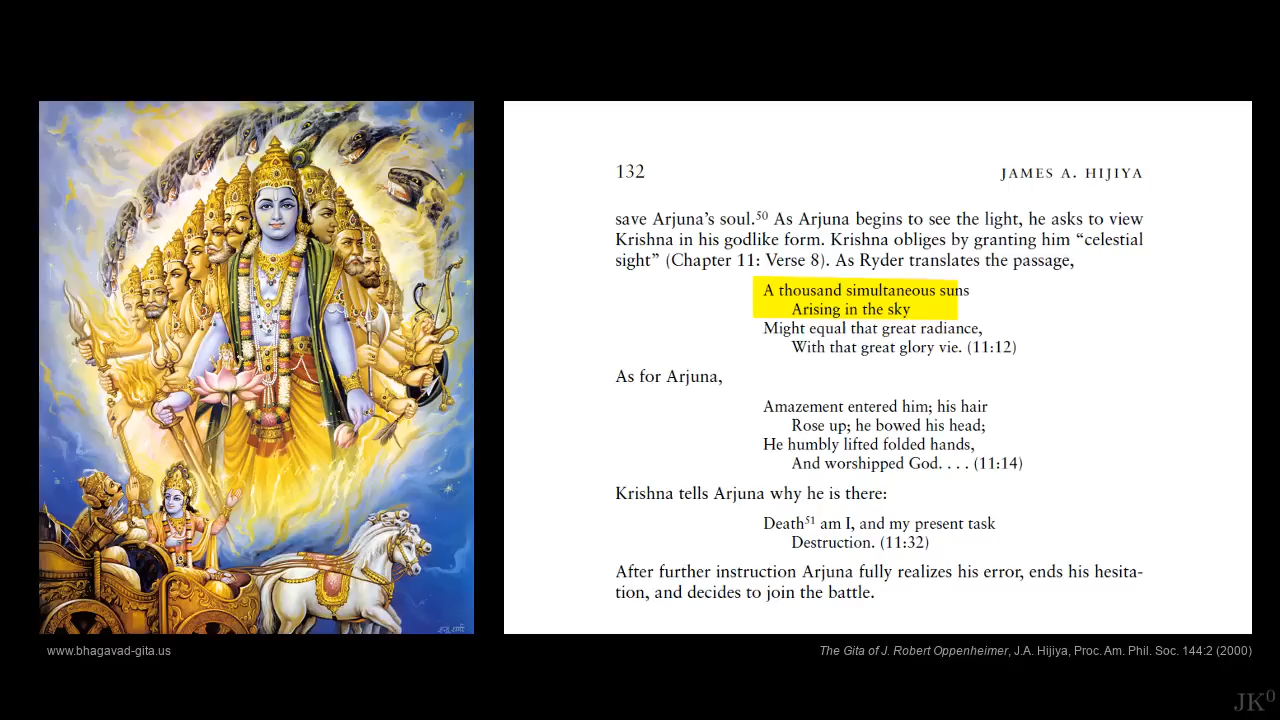 132 JAMES A. HIJIYA
save Arjuna’s soul.⁵⁰ As Arjuna begins to see the light, he asks to view
Krishna in his godlike form. Krishna obliges by granting him “celestial
sight” (Chapter 11: Verse 8). As Ryder translates the passage,
A thousand simultaneous suns
Arising in the sky
Might equal that great radiance,
With that great glory vie. (11:12)
As for Arjuna,
Amazement entered him; his hair
Rose up; he bowed his head;
He humbly lifted folded hands,
And worshipped God. . . . (11:14)
Krishna tells Arjuna why he is there:
Death⁵¹ am I, and my present task
Destruction. (11:32)
After further instruction Arjuna fully realizes his error, ends his hesita-
tion, and decides to join the battle.
www.bhagavad-gita.us
The Gita of J. Robert Oppenheimer, J.A. Hijiya, Proc. Am. Phil. Soc. 144:2 (2000)
JK⁰